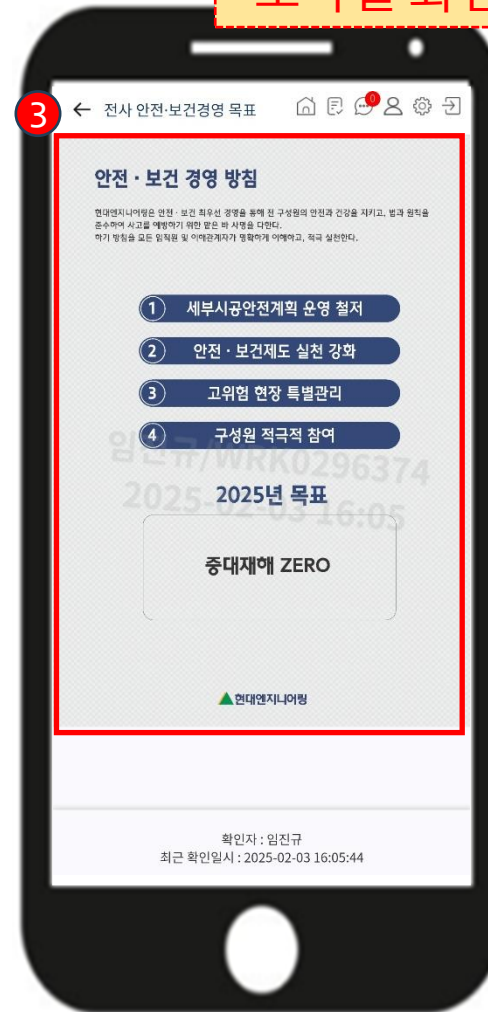 3
전사 안전·보건경영 목표
0
안전 · 보건 경영 방침
현대엔지니어링은 안전 · 보건 최우선 경영을 통해 전 구성원의 안전과 건강을 지키고, 법과 원칙을
준수하여 사고를 예방하기 위한 맡은 바 사명을 다한다.
하기 방침을 모든 임직원 및 이해관계자가 명확하게 이해하고, 적극 실천한다.
1 세부시공안전계획 운영 철저
2 안전 · 보건제도 실천 강화
3 고위험 현장 특별관리
4 구성원 적극적 참여
임진규/WRK0296374
2025-02-03 16:05
2025년 목표
중대재해 ZERO
현대엔지니어링
확인자 : 임진규
최근 확인일시 : 2025-02-03 16:05:44